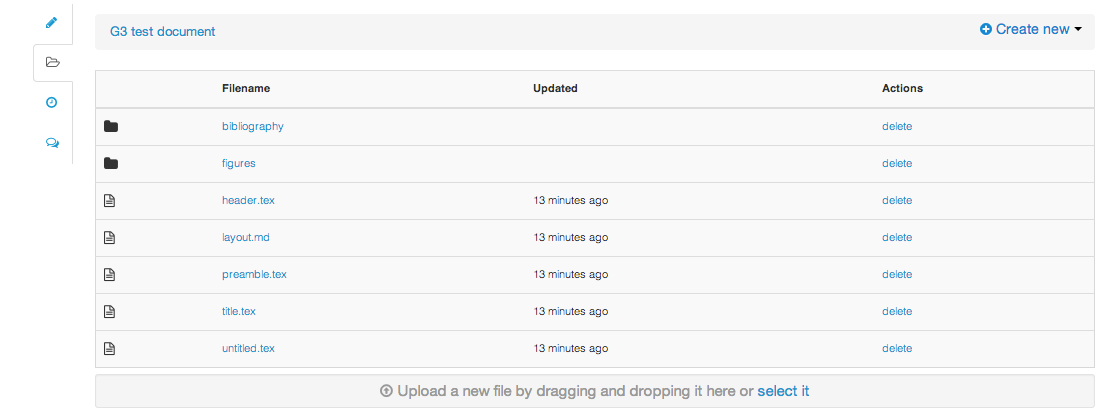 G3 test document Create new
Filename Updated Actions
bibliography delete
figures delete
header.tex 13 minutes ago delete
layout.md 13 minutes ago delete
preamble.tex 13 minutes ago delete
title.tex 13 minutes ago delete
untitled.tex 13 minutes ago delete
Upload a new file by dragging and dropping it here or select it